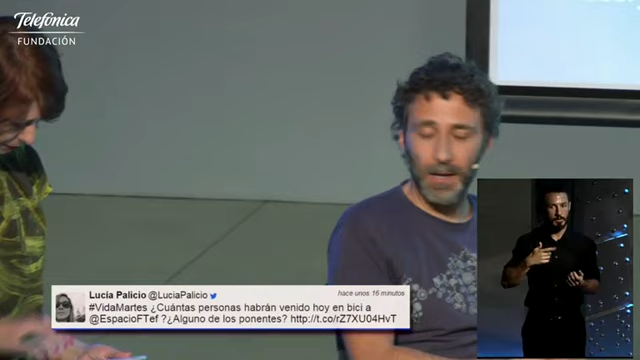 Telefónica
FUNDACIÓN
Lucía Palicio @LuciaPalicio hace unos 16 minutos
#VidaMartes ¿Cuántas personas habrán venido hoy en bici a
@EspacioFTef ?¿Alguno de los ponentes? http://t.co/rZ7XU04HvT